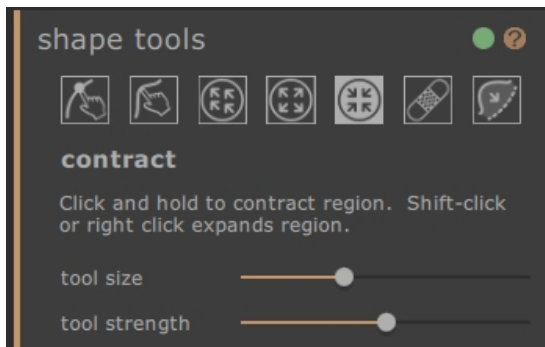 shape tools
?
contract
Click and hold to contract region.  Shift-click
or right click expands region.
tool size
tool strength